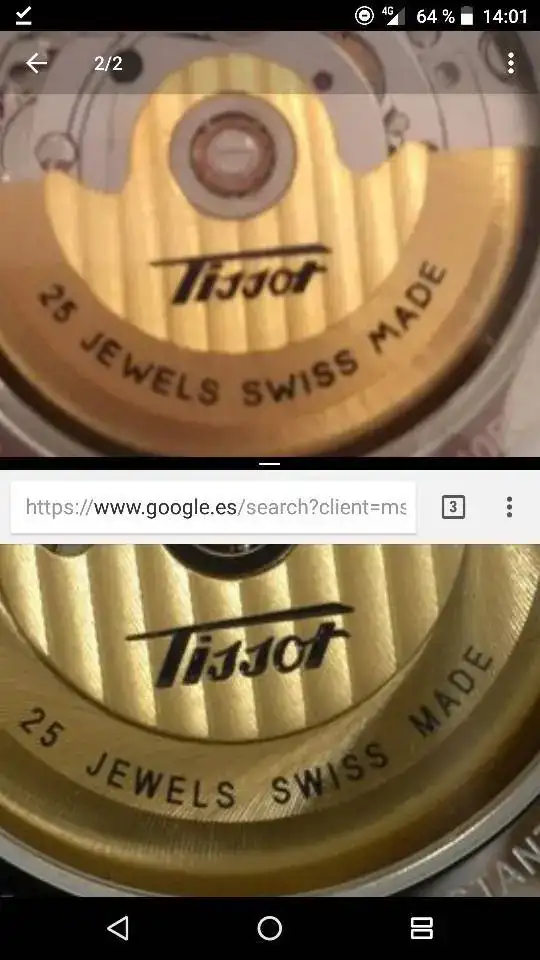 4G 64 % 14:01
2/2
Tissot
25 JEWELS SWISS MADE
https://www.google.es/search?client=ms
3
Tissot
25 JEWELS SWISS MADE